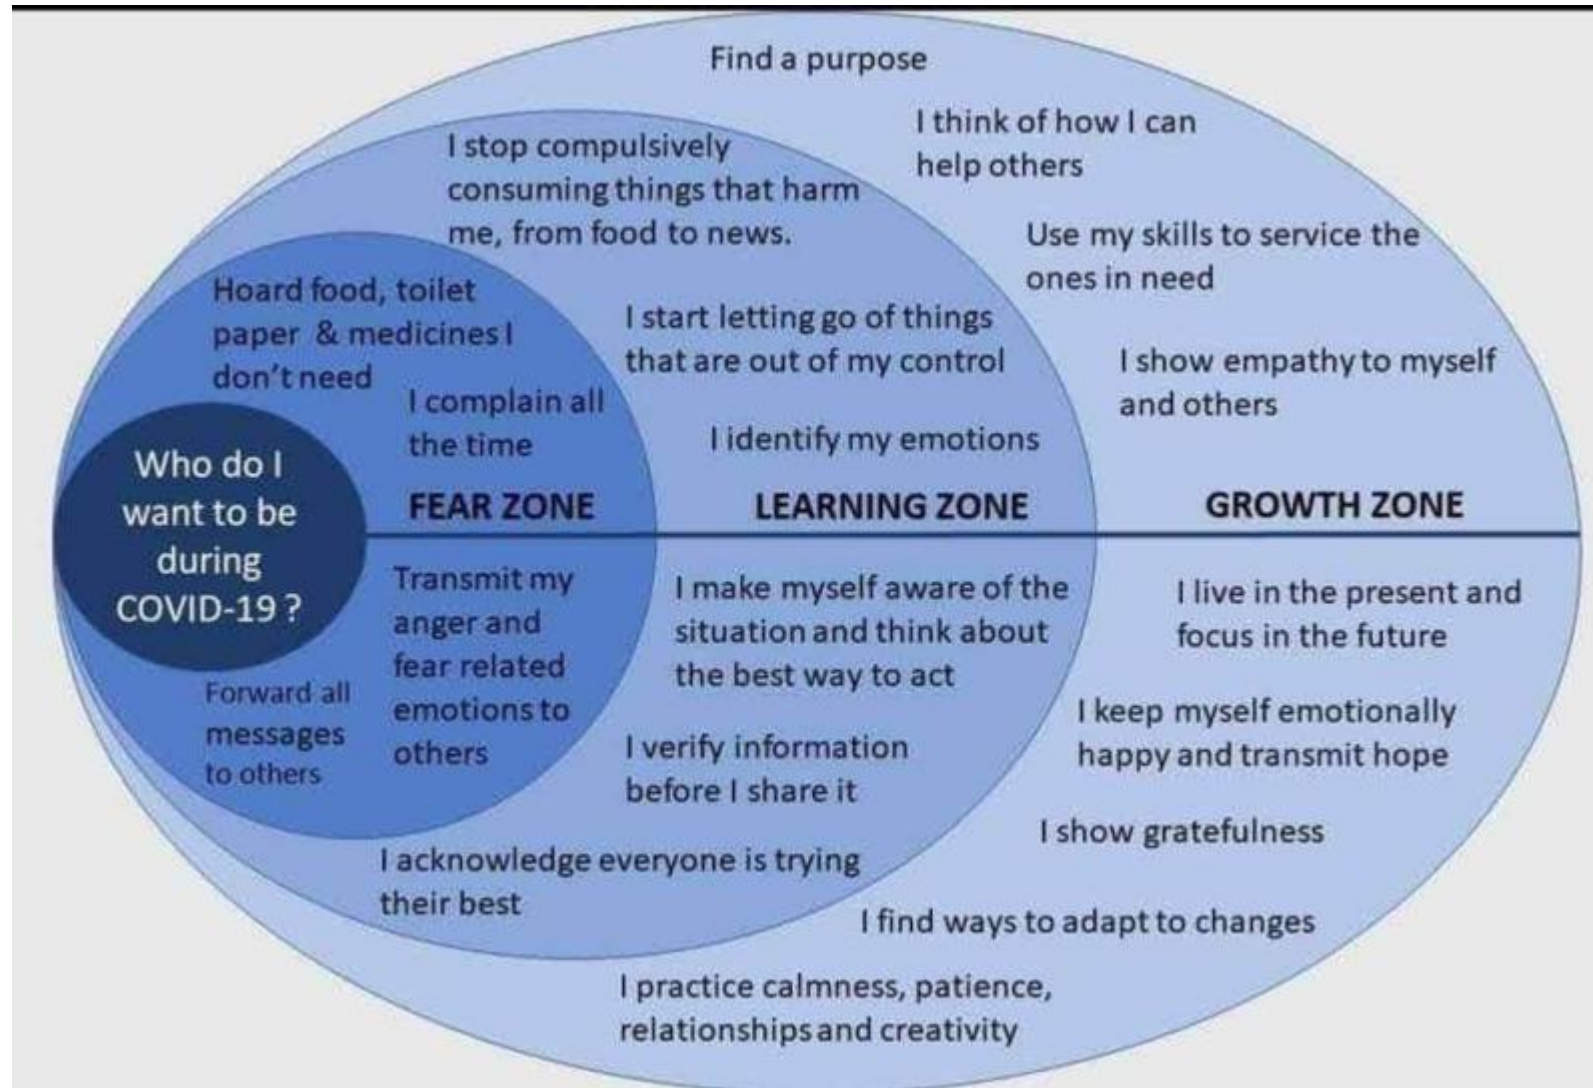 Find a purpose
I think of how I can
help others
I stop compulsively
consuming things that harm
me, from food to news.
Use my skills to service the
ones in need
Hoard food, toilet
paper & medicines I
don't need
I start letting go of things
that are out of my control
I show empathy to myself
and others
I complain all
the time
I identify my emotions
Who do I
want to be
during
COVID-19 ?
FEAR ZONE
LEARNING ZONE
GROWTH ZONE
Transmit my
anger and
fear related
emotions to
others
I make myself aware of the
situation and think about
the best way to act
I live in the present and
focus in the future
Forward all
messages
to others
I verify information
before I share it
I keep myself emotionally
happy and transmit hope
I show gratefulness
I acknowledge everyone is trying
their best
I find ways to adapt to changes
I practice calmness, patience,
relationships and creativity